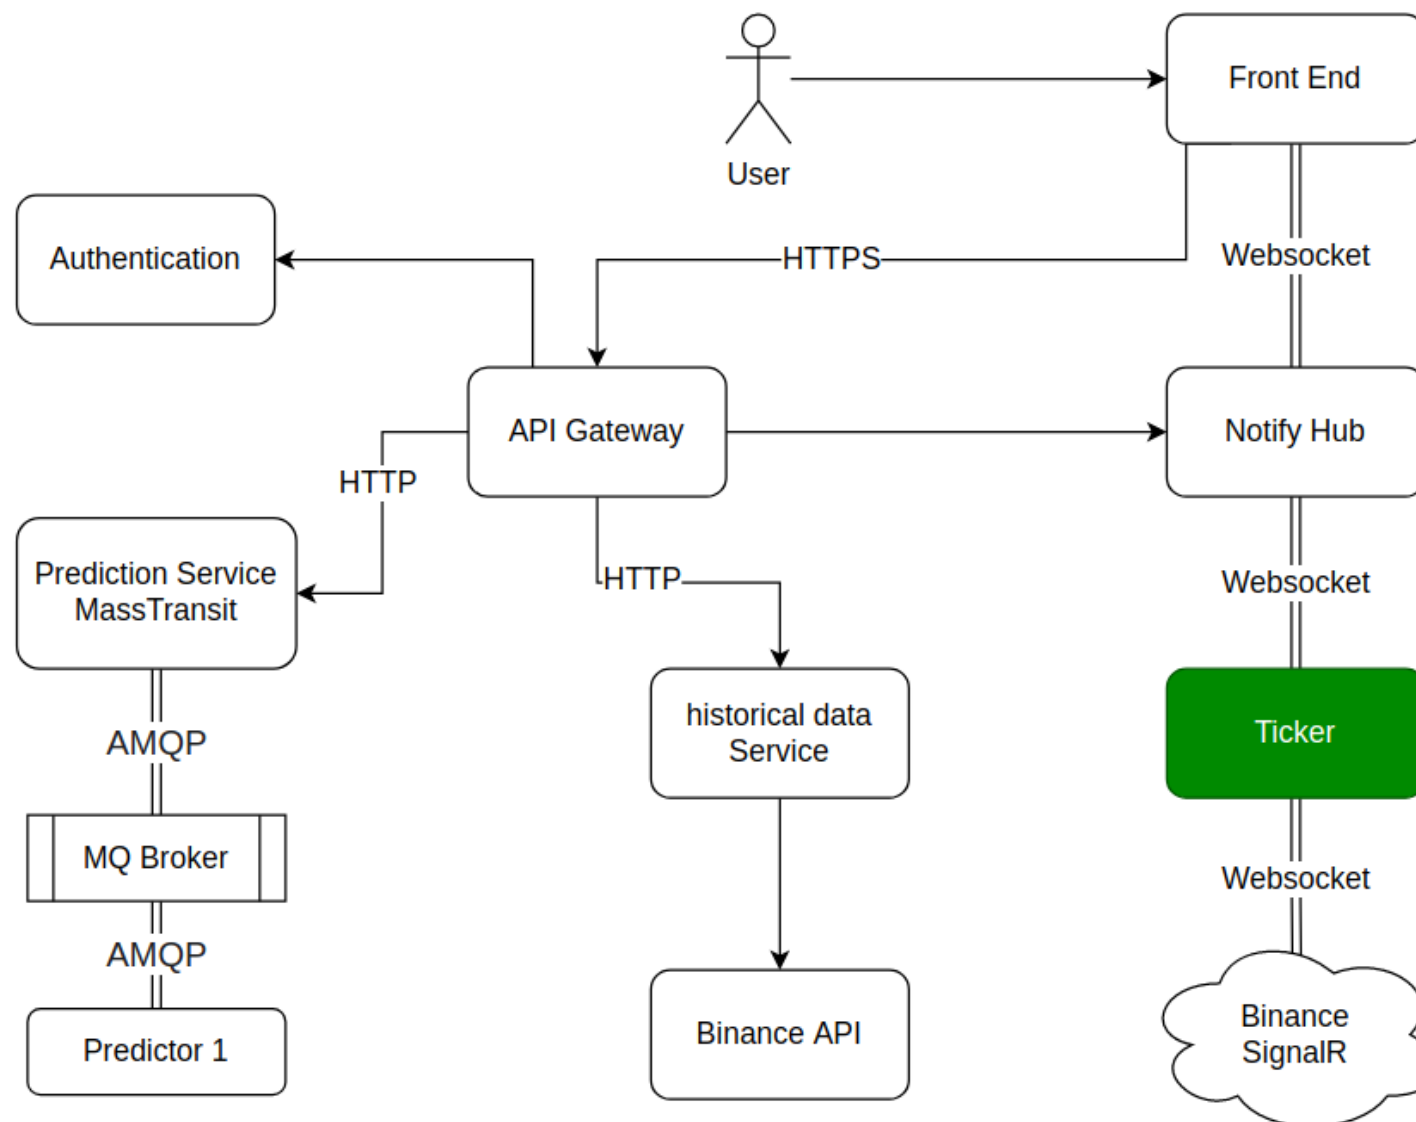 Front End
User
Authentication
HTTPS
Websocket
API Gateway
Notify Hub
HTTP
Prediction Service
MassTransit
HTTP
Websocket
historical data
Service
Ticker
AMQP
MQ Broker
Websocket
AMQP
Predictor 1
Binance API
Binance
SignalR